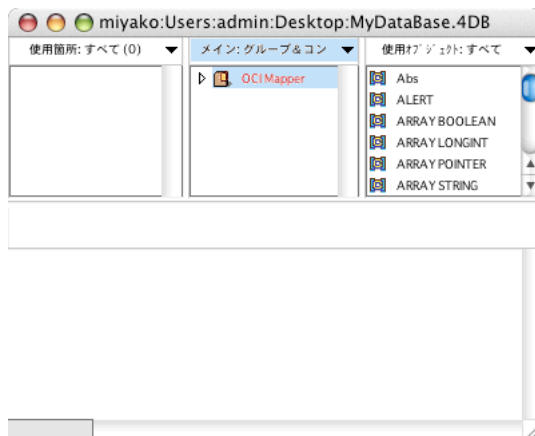 miyako:Users:admin:Desktop:MyDataBase.4DB
使用箇所: すべて (0)
メイン: グループ&コン
使用ｵﾌﾞｼﾞｪｸﾄ: すべて
OCIMapper
Abs
ALERT
ARRAY BOOLEAN
ARRAY LONGINT
ARRAY POINTER
ARRAY STRING